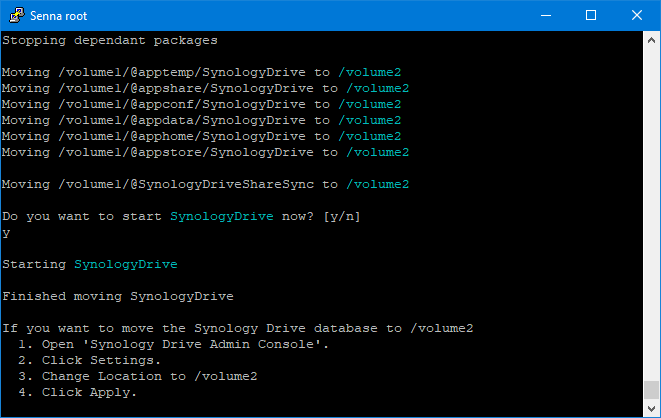 Senna root
Stopping dependant packages
Moving /volume1/@apptemp/SynologyDrive to /volume2
Moving /volume1/@appshare/SynologyDrive to /volume2
Moving /volume1/@appconf/SynologyDrive to /volume2
Moving /volume1/@appdata/SynologyDrive to /volume2
Moving /volume1/@apphome/SynologyDrive to /volume2
Moving /volume1/@appstore/SynologyDrive to /volume2
Moving /volume1/@SynologyDriveShareSync to /volume2
Do you want to start SynologyDrive now? [y/n]
y
Starting SynologyDrive
Finished moving SynologyDrive
If you want to move the Synology Drive database to /volume2
1. Open 'Synology Drive Admin Console'.
2. Click Settings.
3. Change Location to /volume2
4. Click Apply.